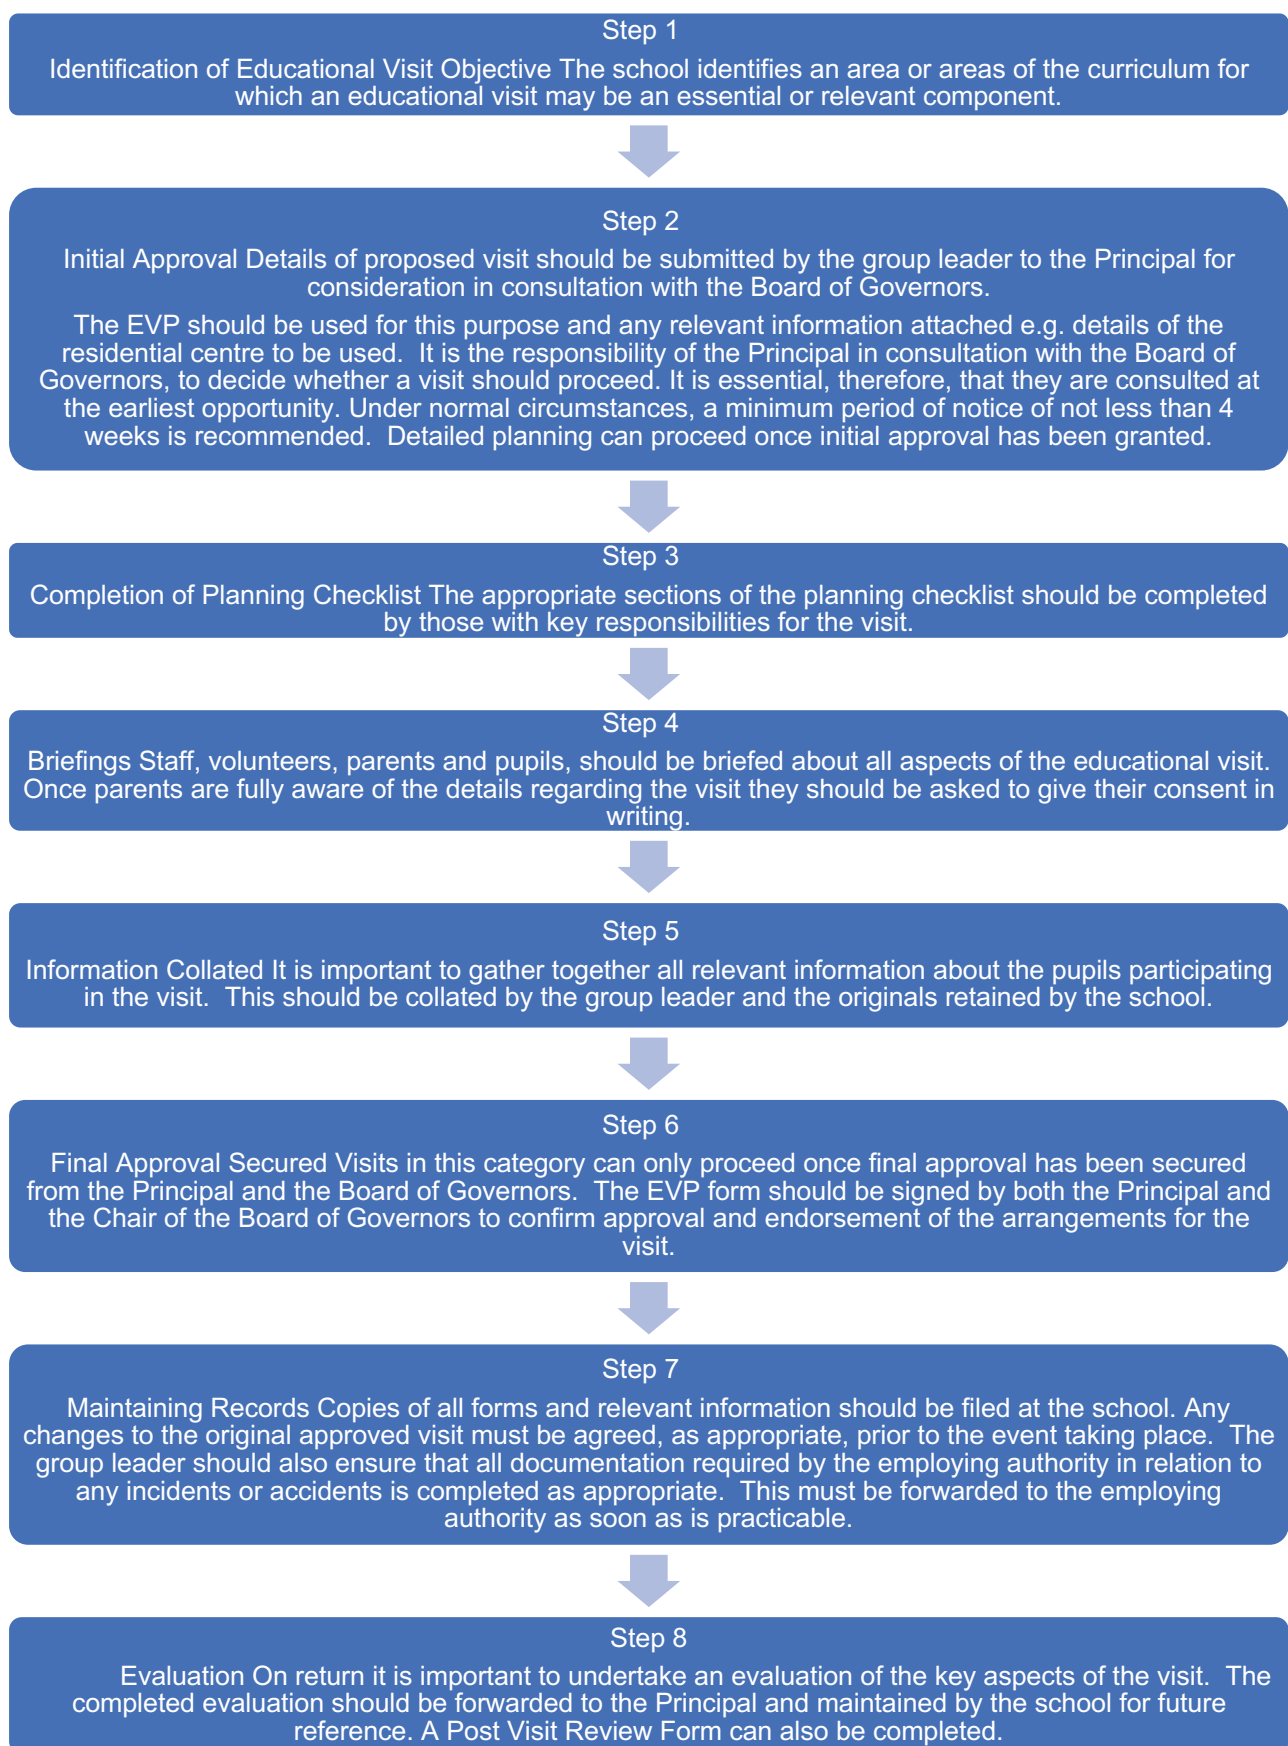 Step 1
Identification of Educational Visit Objective The school identifies an area or areas of the curriculum for
which an educational visit may be an essential or relevant component.
Step 2
Initial Approval Details of proposed visit should be submitted by the group leader to the Principal for
consideration in consultation with the Board of Governors.
The EVP should be used for this purpose and any relevant information attached e.g. details of the
residential centre to be used. It is the responsibility of the Principal in consultation with the Board of
Governors, to decide whether a visit should proceed. It is essential, therefore, that they are consulted at
the earliest opportunity. Under normal circumstances, a minimum period of notice of not less than 4
weeks is recommended. Detailed planning can proceed once initial approval has been granted.
Step 3
Completion of Planning Checklist The appropriate sections of the planning checklist should be completed
by those with key responsibilities for the visit.
Step 4
Briefings Staff, volunteers, parents and pupils, should be briefed about all aspects of the educational visit.
Once parents are fully aware of the details regarding the visit they should be asked to give their consent in
writing.
Step 5
Information Collated It is important to gather together all relevant information about the pupils participating
in the visit. This should be collated by the group leader and the originals retained by the school.
Step 6
Final Approval Secured Visits in this category can only proceed once final approval has been secured
from the Principal and the Board of Governors. The EVP form should be signed by both the Principal and
the Chair of the Board of Governors to confirm approval and endorsement of the arrangements for the
visit.
Step 7
Maintaining Records Copies of all forms and relevant information should be filed at the school. Any
changes to the original approved visit must be agreed, as appropriate, prior to the event taking place. The
group leader should also ensure that all documentation required by the employing authority in relation to
any incidents or accidents is completed as appropriate. This must be forwarded to the employing
authority as soon as is practicable.
Step 8
Evaluation On return it is important to undertake an evaluation of the key aspects of the visit. The
completed evaluation should be forwarded to the Principal and maintained by the school for future
reference. A Post Visit Review Form can also be completed.